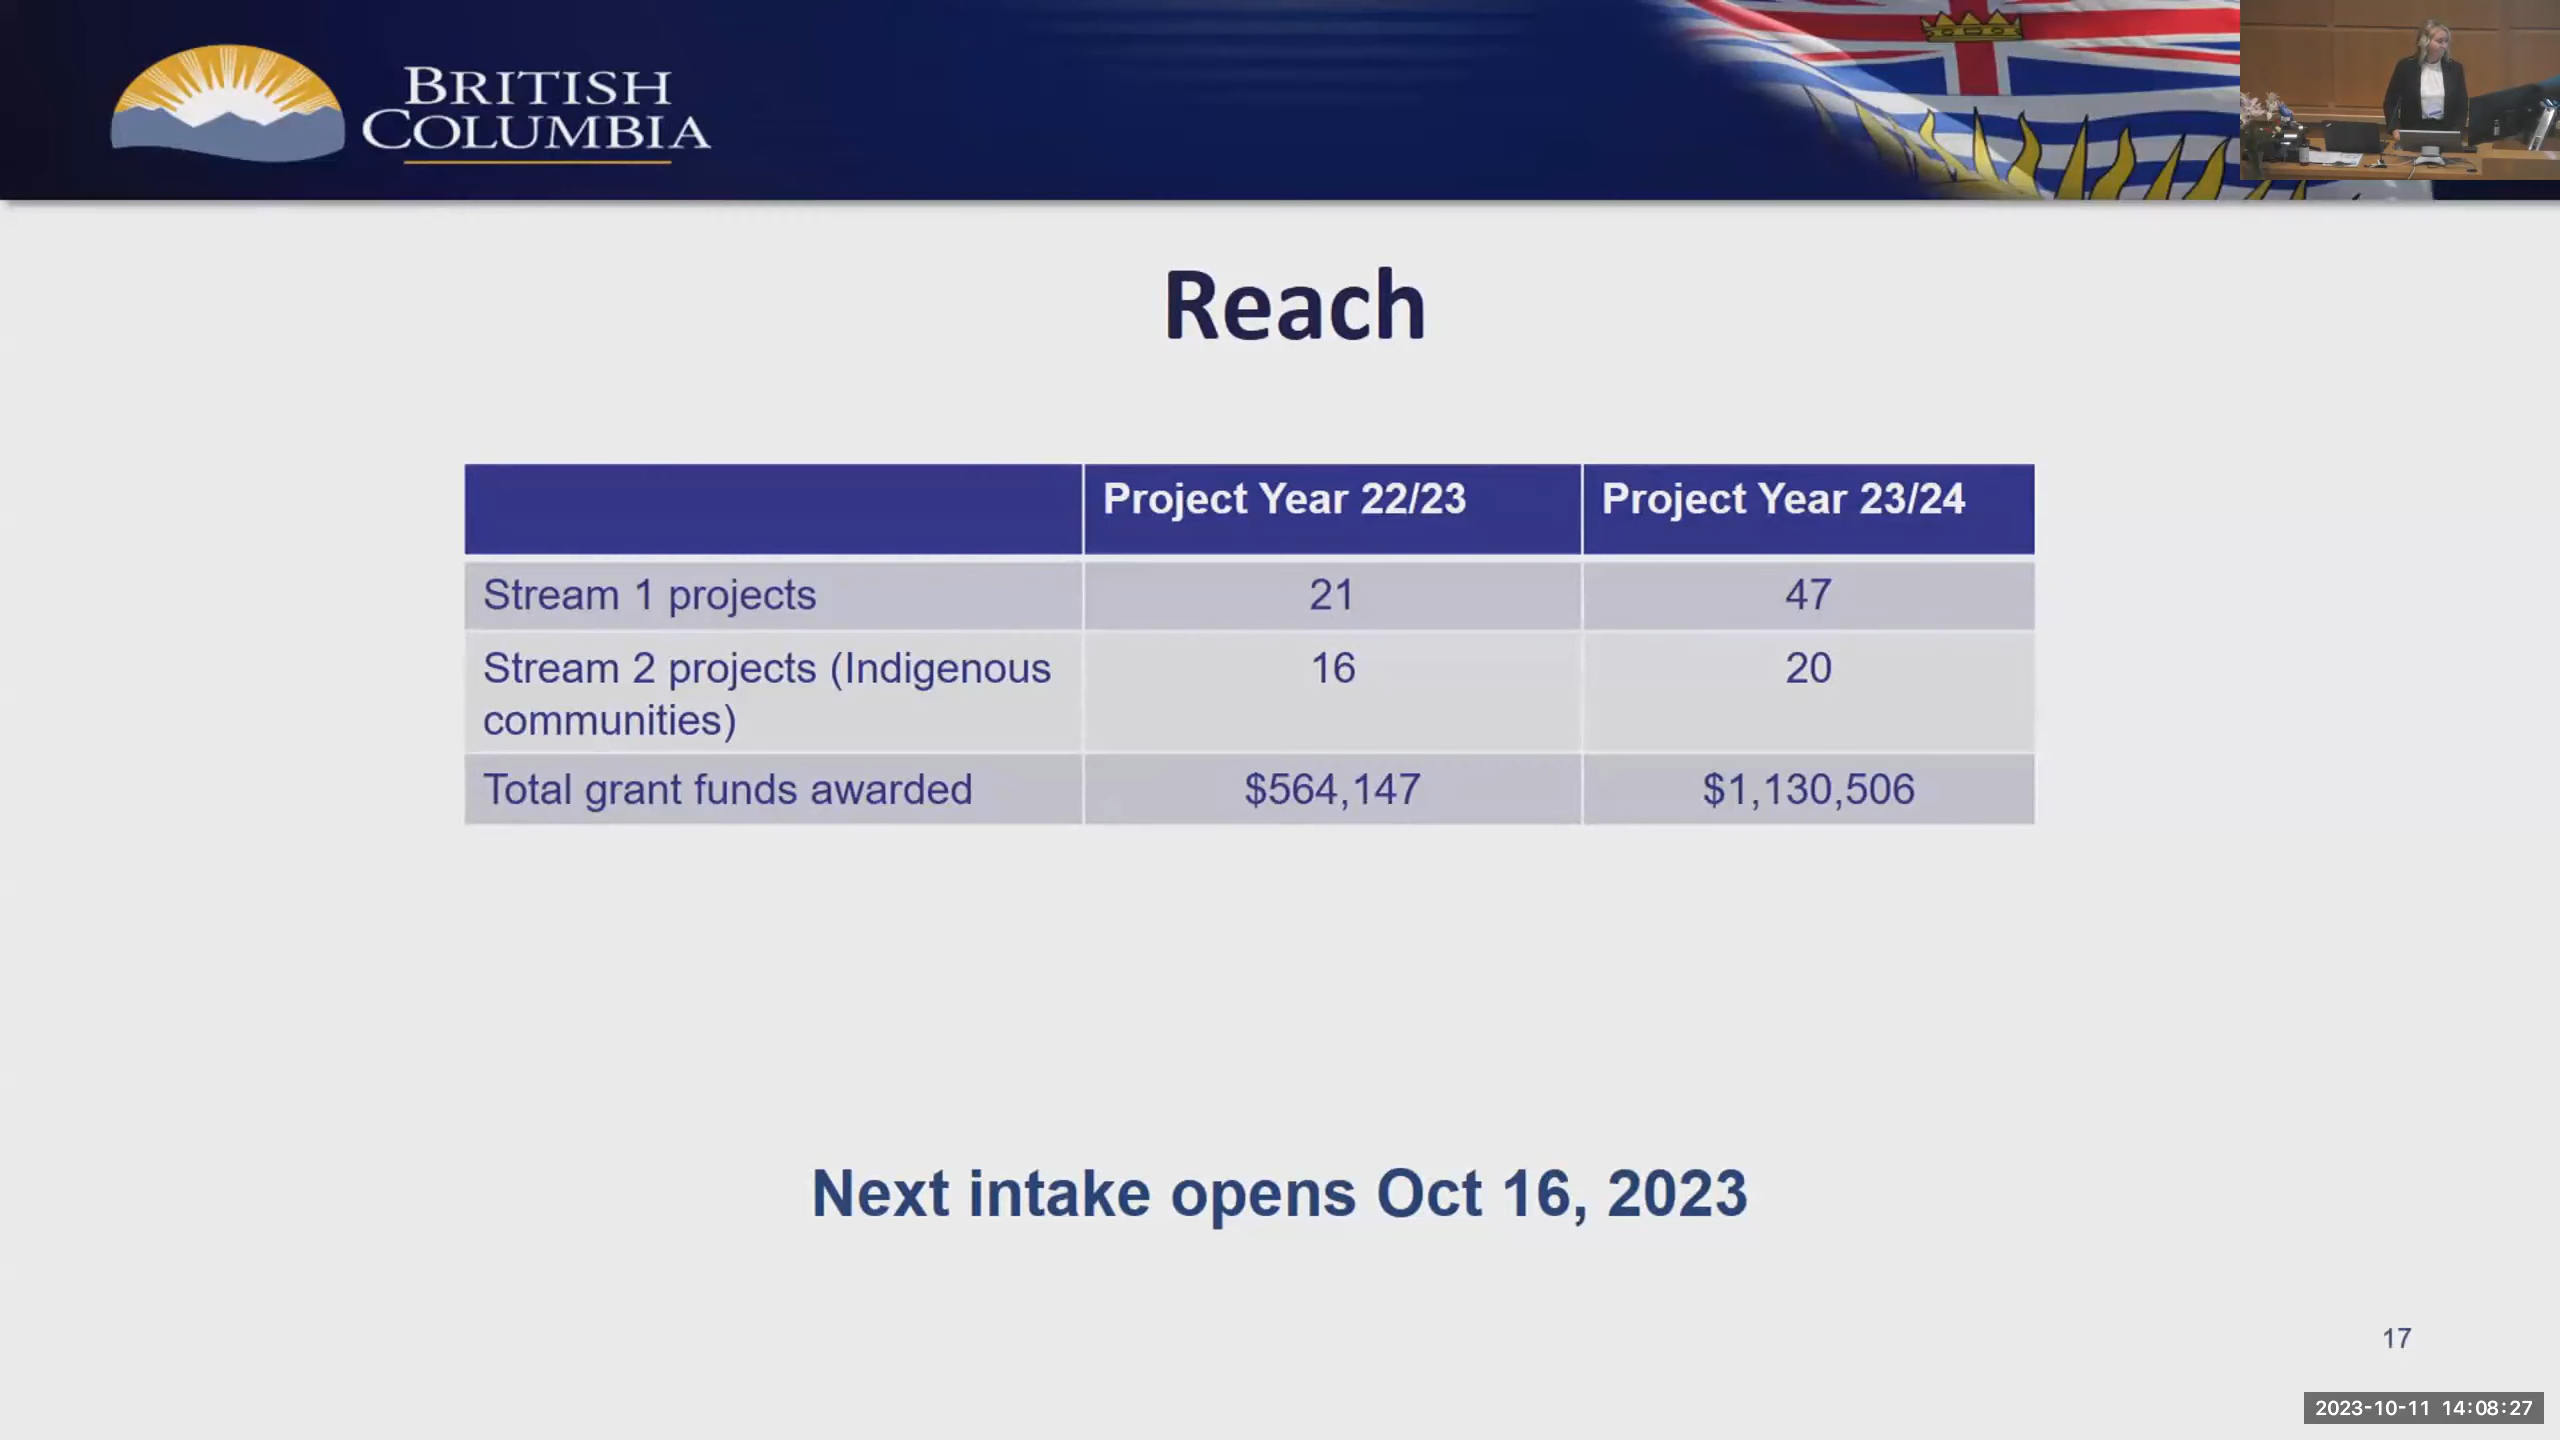 BRITISH
COLUMBIA
Reach
Project Year 22/23 Project Year 23/24
Stream 1 projects 21 47
Stream 2 projects (Indigenous 16 20
communities)
Total grant funds awarded $564,147 $1,130,506
Next intake opens Oct 16, 2023
17
2023-10-11 14:08:27